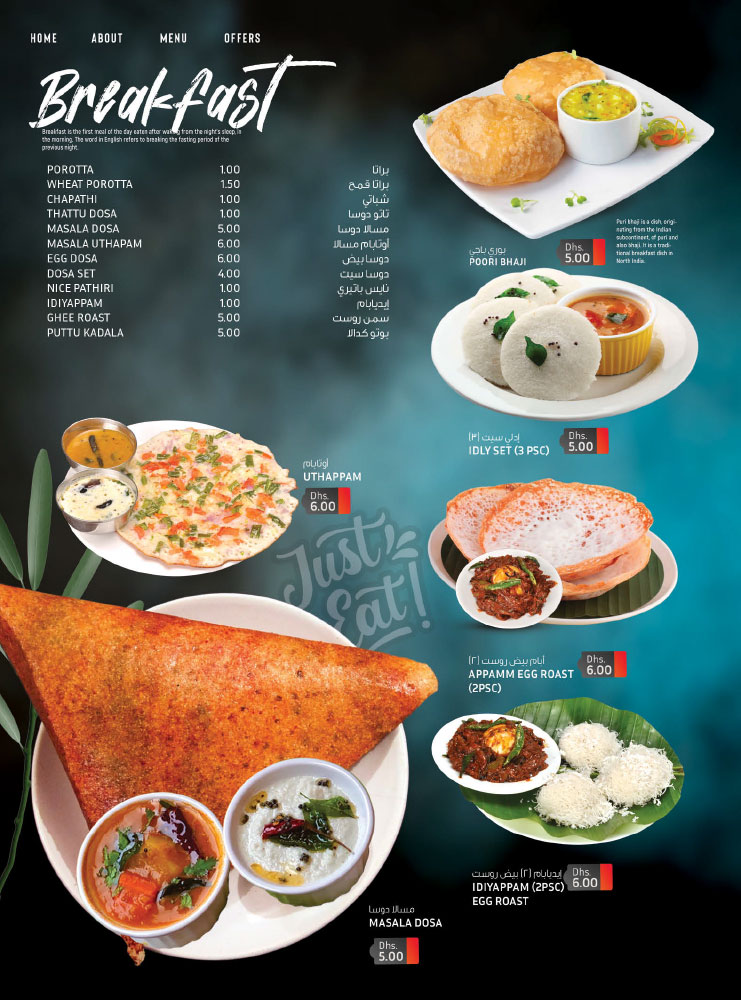 HOME ABOUT MENU OFFERS
Breakfast
Breakfast is the first meal of the day eaten after waking from the night's sleep, in
the morning. The word in English refers to breaking the fasting period of the
previous night.
POROTTA 1.00 براتا
WHEAT POROTTA 1.50 براتا قمح
CHAPATHI 1.00 شباتي
THATTU DOSA 1.00 تاتو دوسا
MASALA DOSA 5.00 مسالا دوسا
MASALA UTHAPAM 6.00 أوتابام مسالا
EGG DOSA 6.00 دوسا بيض
DOSA SET 4.00 دوسا سيت
NICE PATHIRI 1.00 نايس باتيري
IDIYAPPAM 1.00 إيديابام
GHEE ROAST 5.00 سمن روست
PUTTU KADALA 5.00 بوتو كدالا
Puri bhaji is a dish, origi-
nating from the Indian
subcontinent, of puri and
also bhaji. It is a tradi-
tional breakfast dish in
North India.
بوري باجي
POORI BHAJI
Dhs.
5.00
إدلي سيت (٣)
IDLY SET (3 PSC)
Dhs.
5.00
أوتابام
UTHAPPAM
Dhs.
6.00
Just
Eat!
أبام بيض روست (٢)
APPAMM EGG ROAST
(2PSC)
Dhs.
6.00
إيديابام (٢) بيض روست
IDIYAPPAM (2PSC)
EGG ROAST
Dhs.
6.00
مسالا دوسا
MASALA DOSA
Dhs.
5.00